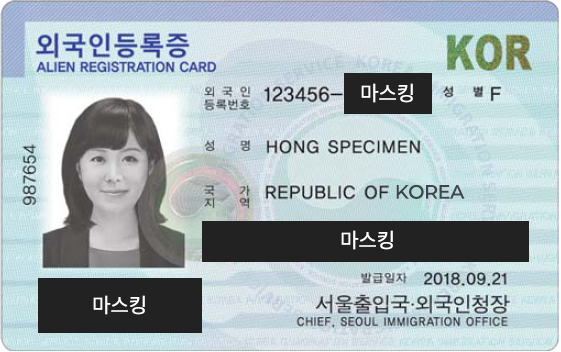 외국인등록증
KOR
ALIEN REGISTRATION CARD
외국인등록번호 123456- 마스킹 성별 F
성명 HONG SPECIMEN
987654
국가지역 REPUBLIC OF KOREA
마스킹
마스킹
발급일자 2018.09.21
서울출입국·외국인청장
CHIEF, SEOUL IMMIGRATION OFFICE